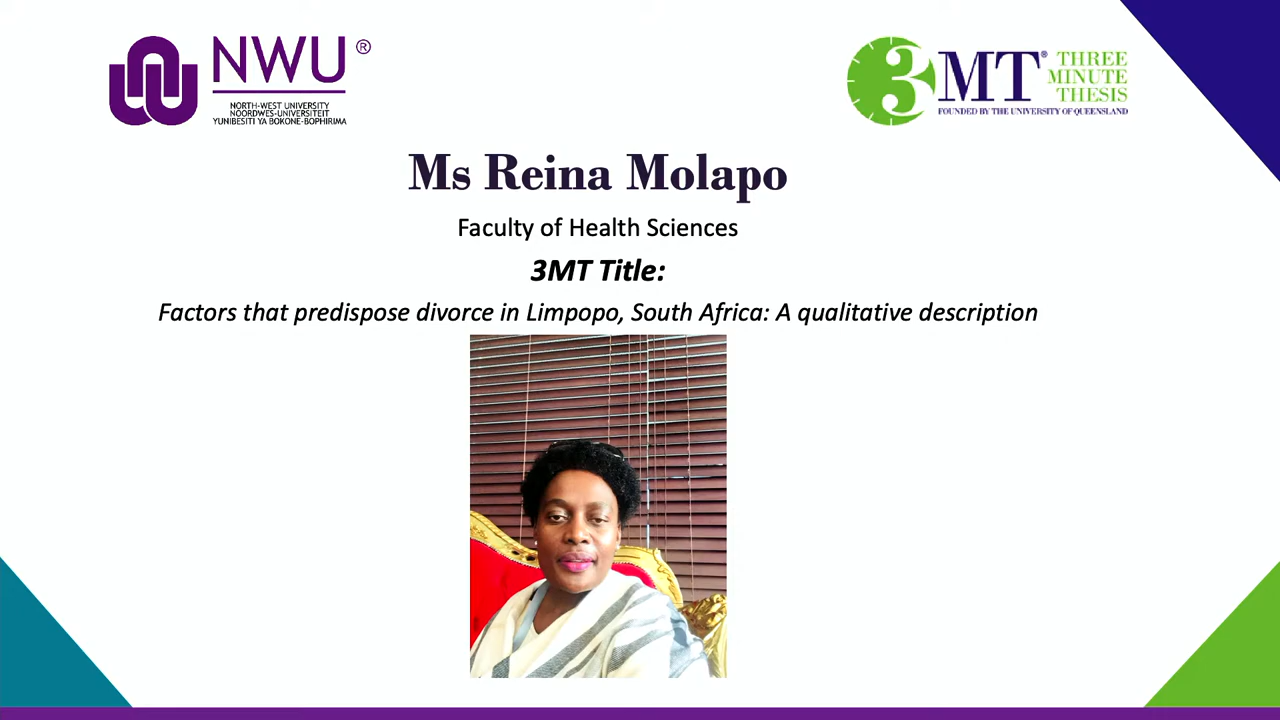 NWU®
NORTH-WEST UNIVERSITY
NOORDWES-UNIVERSITEIT
YUNIBESITI YA BOKONE-BOPHIRIMA
3MT® THREE
MINUTE
THESIS
FOUNDED BY THE UNIVERSITY OF QUEENSLAND
Ms Reina Molapo
Faculty of Health Sciences
3MT Title:
Factors that predispose divorce in Limpopo, South Africa: A qualitative description